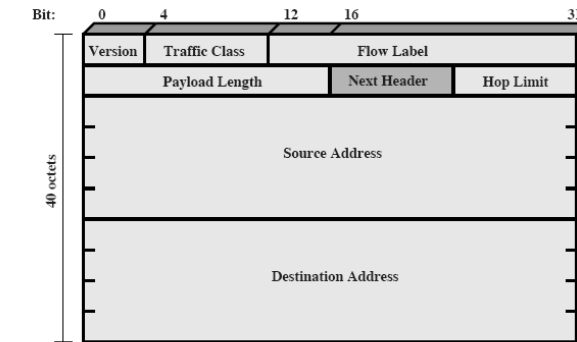 Bit: 0 4 12 16 3
Version Traffic Class Flow Label
Payload Length Next Header Hop Limit
Source Address
Destination Address
40 octets